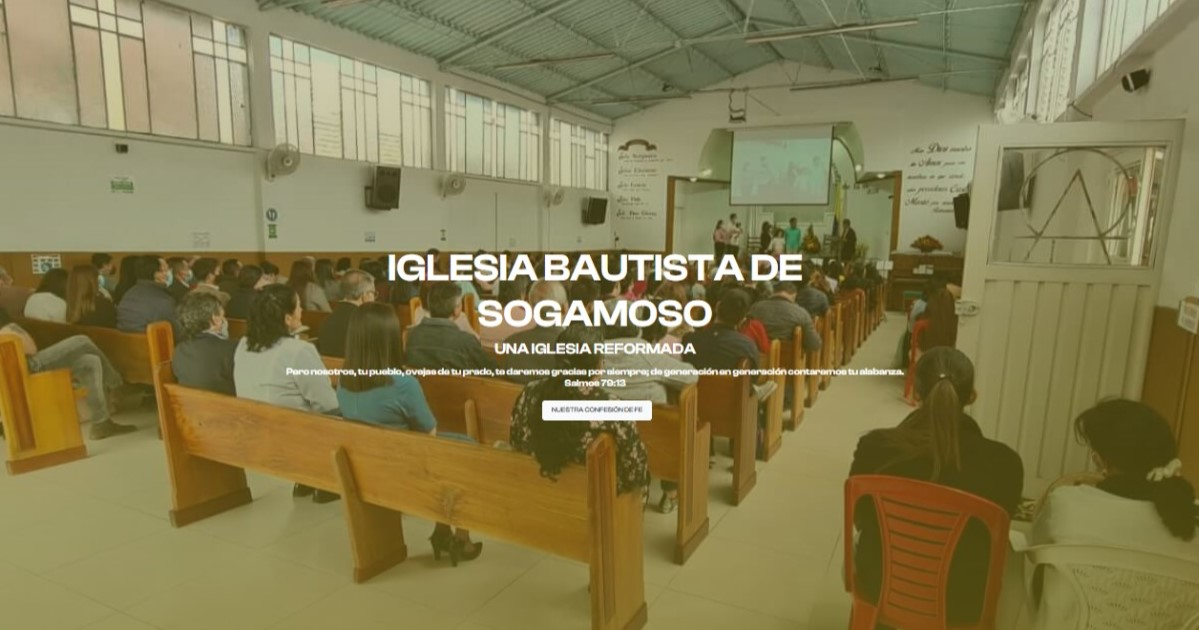 IGLESIA BAUTISTA DE
SOGAMOSO
UNA IGLESIA REFORMADA
Pero nosotros, tu pueblo, ovejas de tu prado, te daremos gracias por siempre; de generación en generación contaremos tu alabanza.
Salmos 79:13
NUESTRA CONFESIÓN DE FE